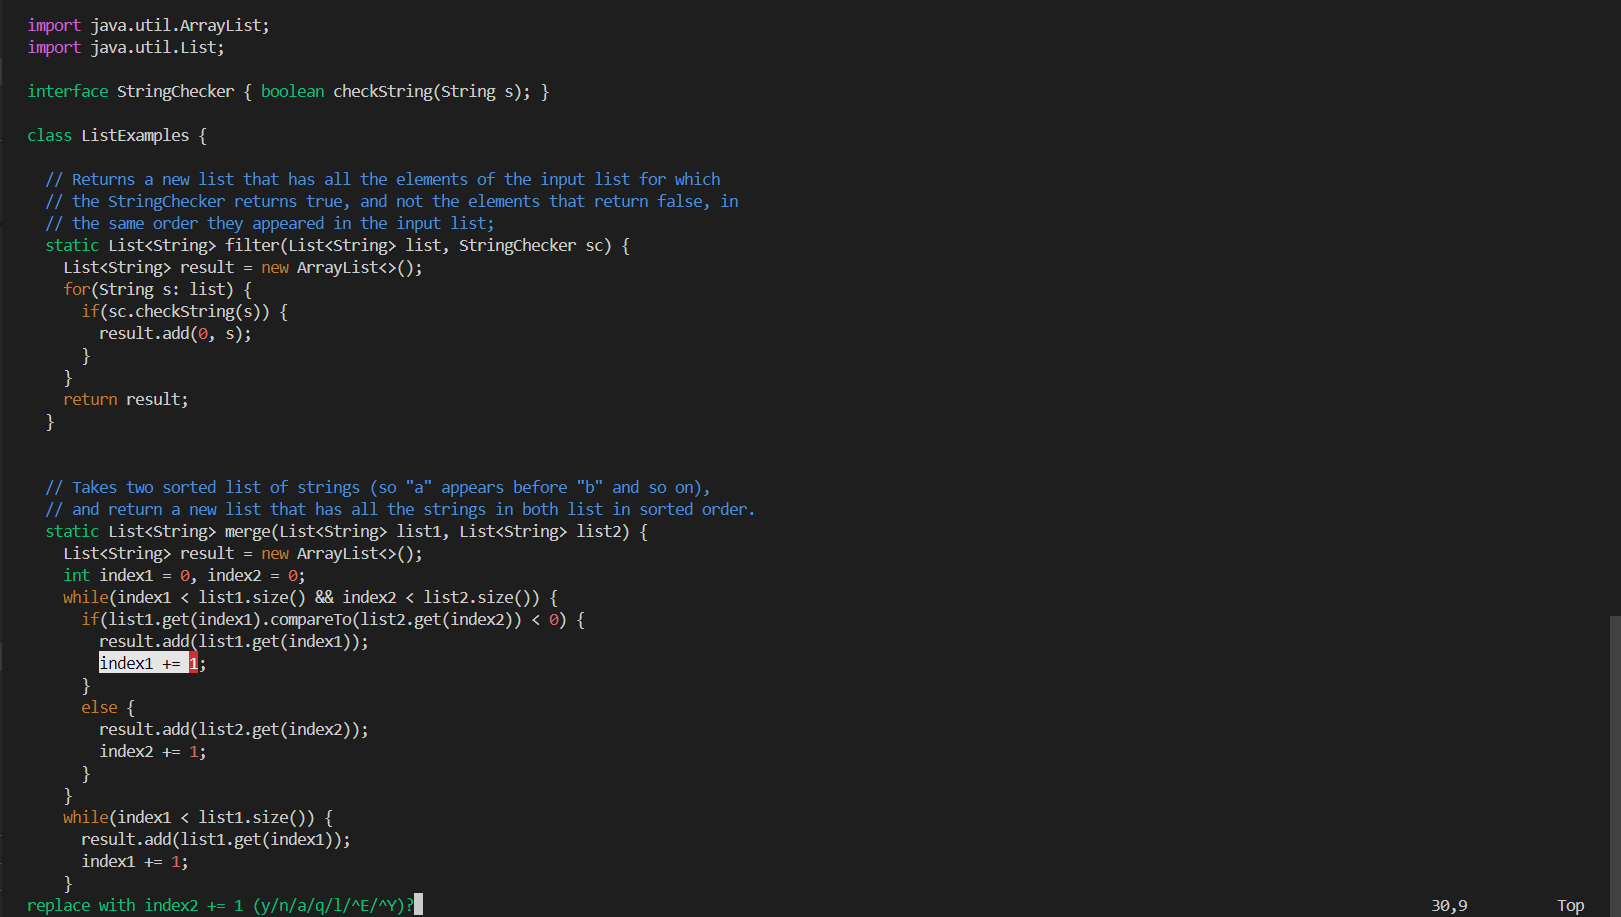 import java.util.ArrayList;
import java.util.List;

interface StringChecker { boolean checkString(String s); }

class ListExamples {

  // Returns a new list that has all the elements of the input list for which
  // the StringChecker returns true, and not the elements that return false, in
  // the same order they appeared in the input list;
  static List<String> filter(List<String> list, StringChecker sc) {
    List<String> result = new ArrayList<>();
    for(String s: list) {
      if(sc.checkString(s)) {
        result.add(0, s);
      }
    }
    return result;
  }


  // Takes two sorted list of strings (so "a" appears before "b" and so on),
  // and return a new list that has all the strings in both list in sorted order.
  static List<String> merge(List<String> list1, List<String> list2) {
    List<String> result = new ArrayList<>();
    int index1 = 0, index2 = 0;
    while(index1 < list1.size() && index2 < list2.size()) {
      if(list1.get(index1).compareTo(list2.get(index2)) < 0) {
        result.add(list1.get(index1));
        index1 += 1;
      }
      else {
        result.add(list2.get(index2));
        index2 += 1;
      }
    }
    while(index1 < list1.size()) {
      result.add(list1.get(index1));
      index1 += 1;
    }
replace with index2 += 1 (y/n/a/q/l/^E/^Y)? 30,9 Top